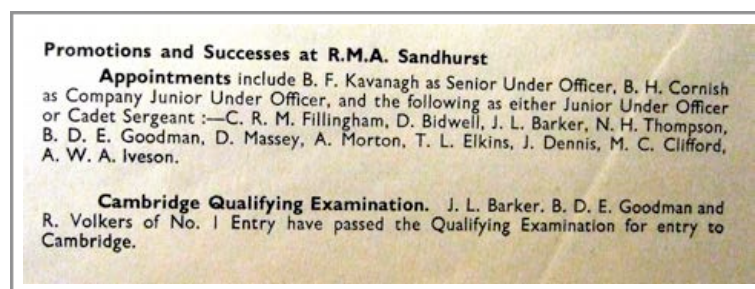 Promotions and Successes at R.M.A. Sandhurst
Appointments include B. F. Kavanagh as Senior Under Officer, B. H. Cornish
as Company Junior Under Officer, and the following as either Junior Under Officer
or Cadet Sergeant :—C. R. M. Fillingham, D. Bidwell, J. L. Barker, N. H. Thompson,
B. D. E. Goodman, D. Massey, A. Morton, T. L. Elkins, J. Dennis, M. C. Clifford,
A. W. A. Iveson.
Cambridge Qualifying Examination. J. L. Barker. B. D. E. Goodman and
R. Volkers of No. 1 Entry have passed the Qualifying Examination for entry to
Cambridge.